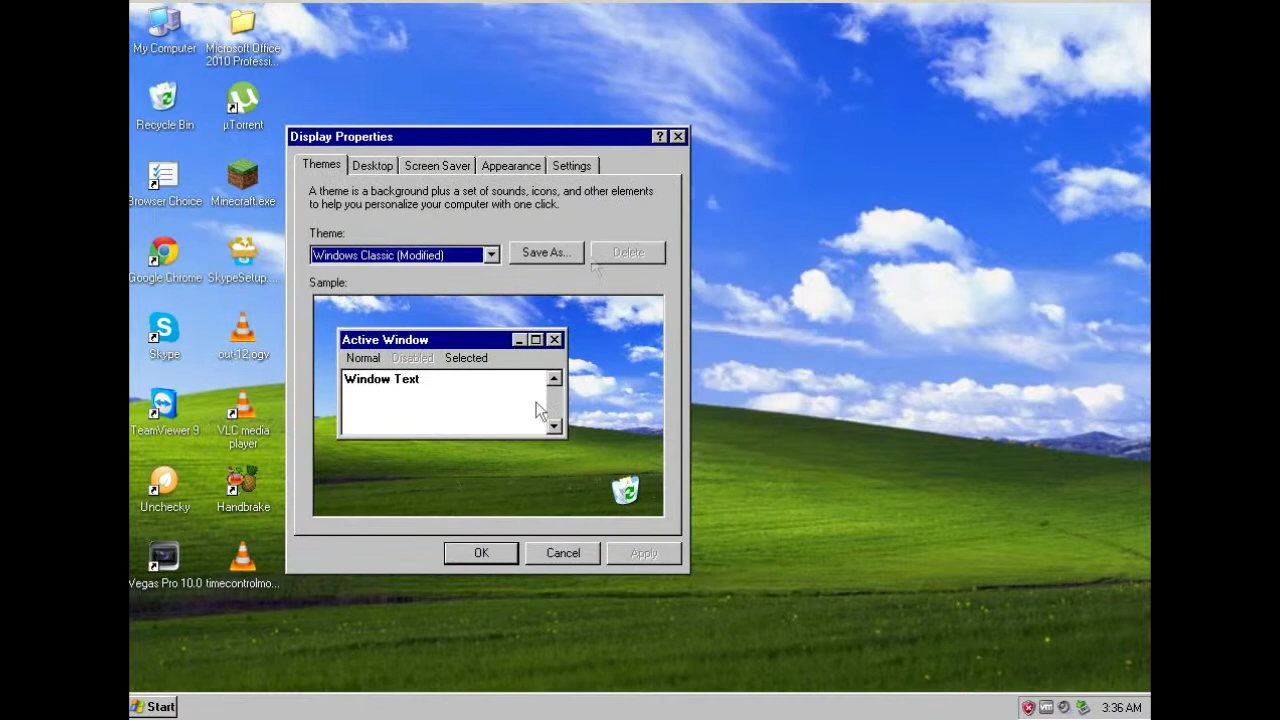 My Computer
Microsoft Office
2010 Professi...
Recycle Bin
µTorrent
Browser Choice
Minecraft.exe
Google Chrome
SkypeSetup....
Skype
out-12.ogv
TeamViewer 9
VLC media
player
Unchecky
Handbrake
Vegas Pro 10.0
timecontrolmo...
Display Properties
Themes
Desktop
Screen Saver
Appearance
Settings
A theme is a background plus a set of sounds, icons, and other elements
to help you personalize your computer with one click.
Theme:
Windows Classic (Modified)
Save As...
Delete
Sample:
Active Window
Normal
Disabled
Selected
Window Text
OK
Cancel
Apply
Start
3:36 AM